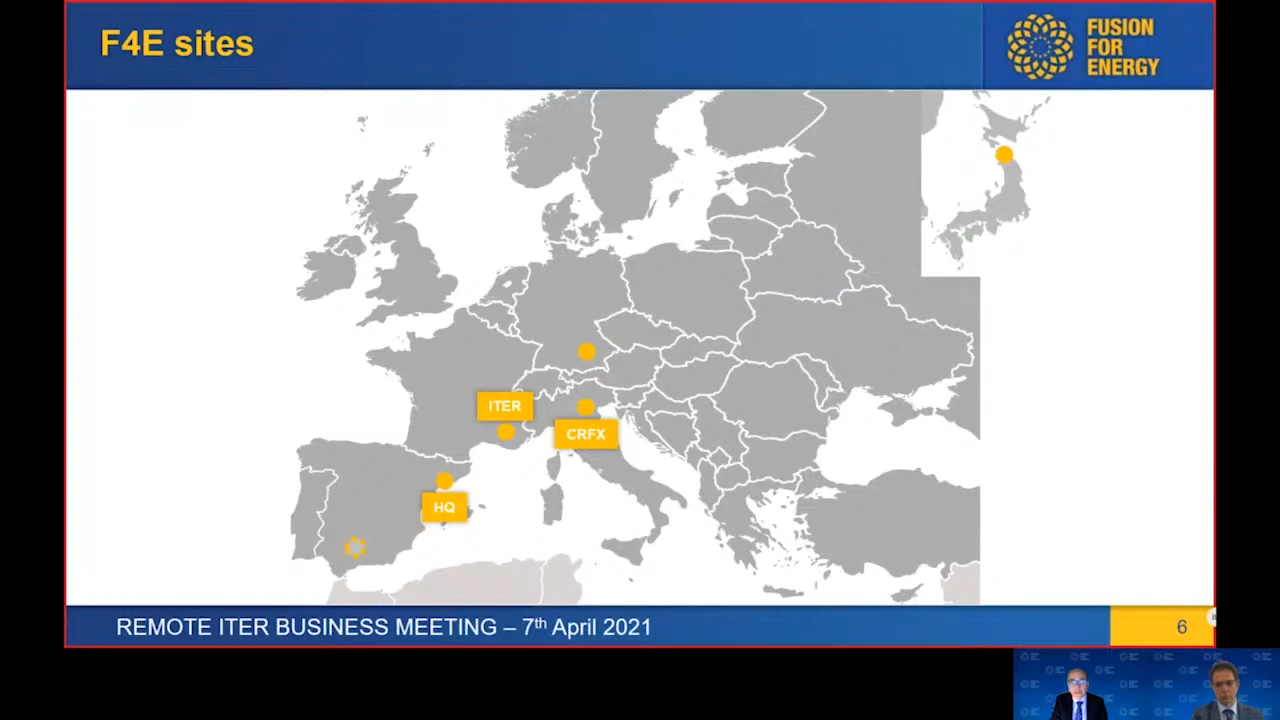 F4E sites
FUSION
FOR
ENERGY
ITER
CRFX
HQ
REMOTE ITER BUSINESS MEETING – 7th April 2021
6